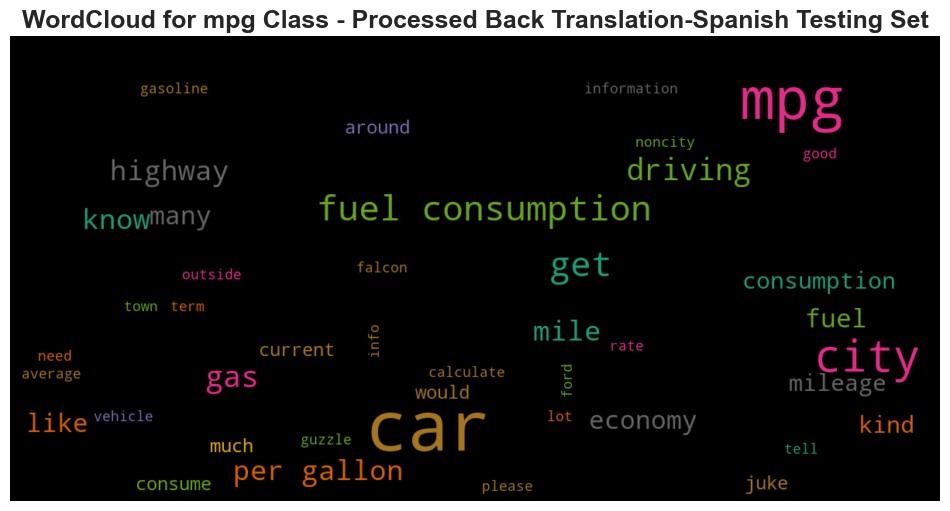 WordCloud for mpg Class - Processed Back Translation-Spanish Testing Set
gasoline
information
mpg
around
noncity
good
highway
driving
know
many
fuel consumption
get
falcon
outside
consumption
town
term
fuel
mile
info
rate
current
city
need
average
gas
calculate
ford
mileage
would
like
vehicle
car
lot
economy
kind
much
guzzle
tell
per gallon
consume
please
juke